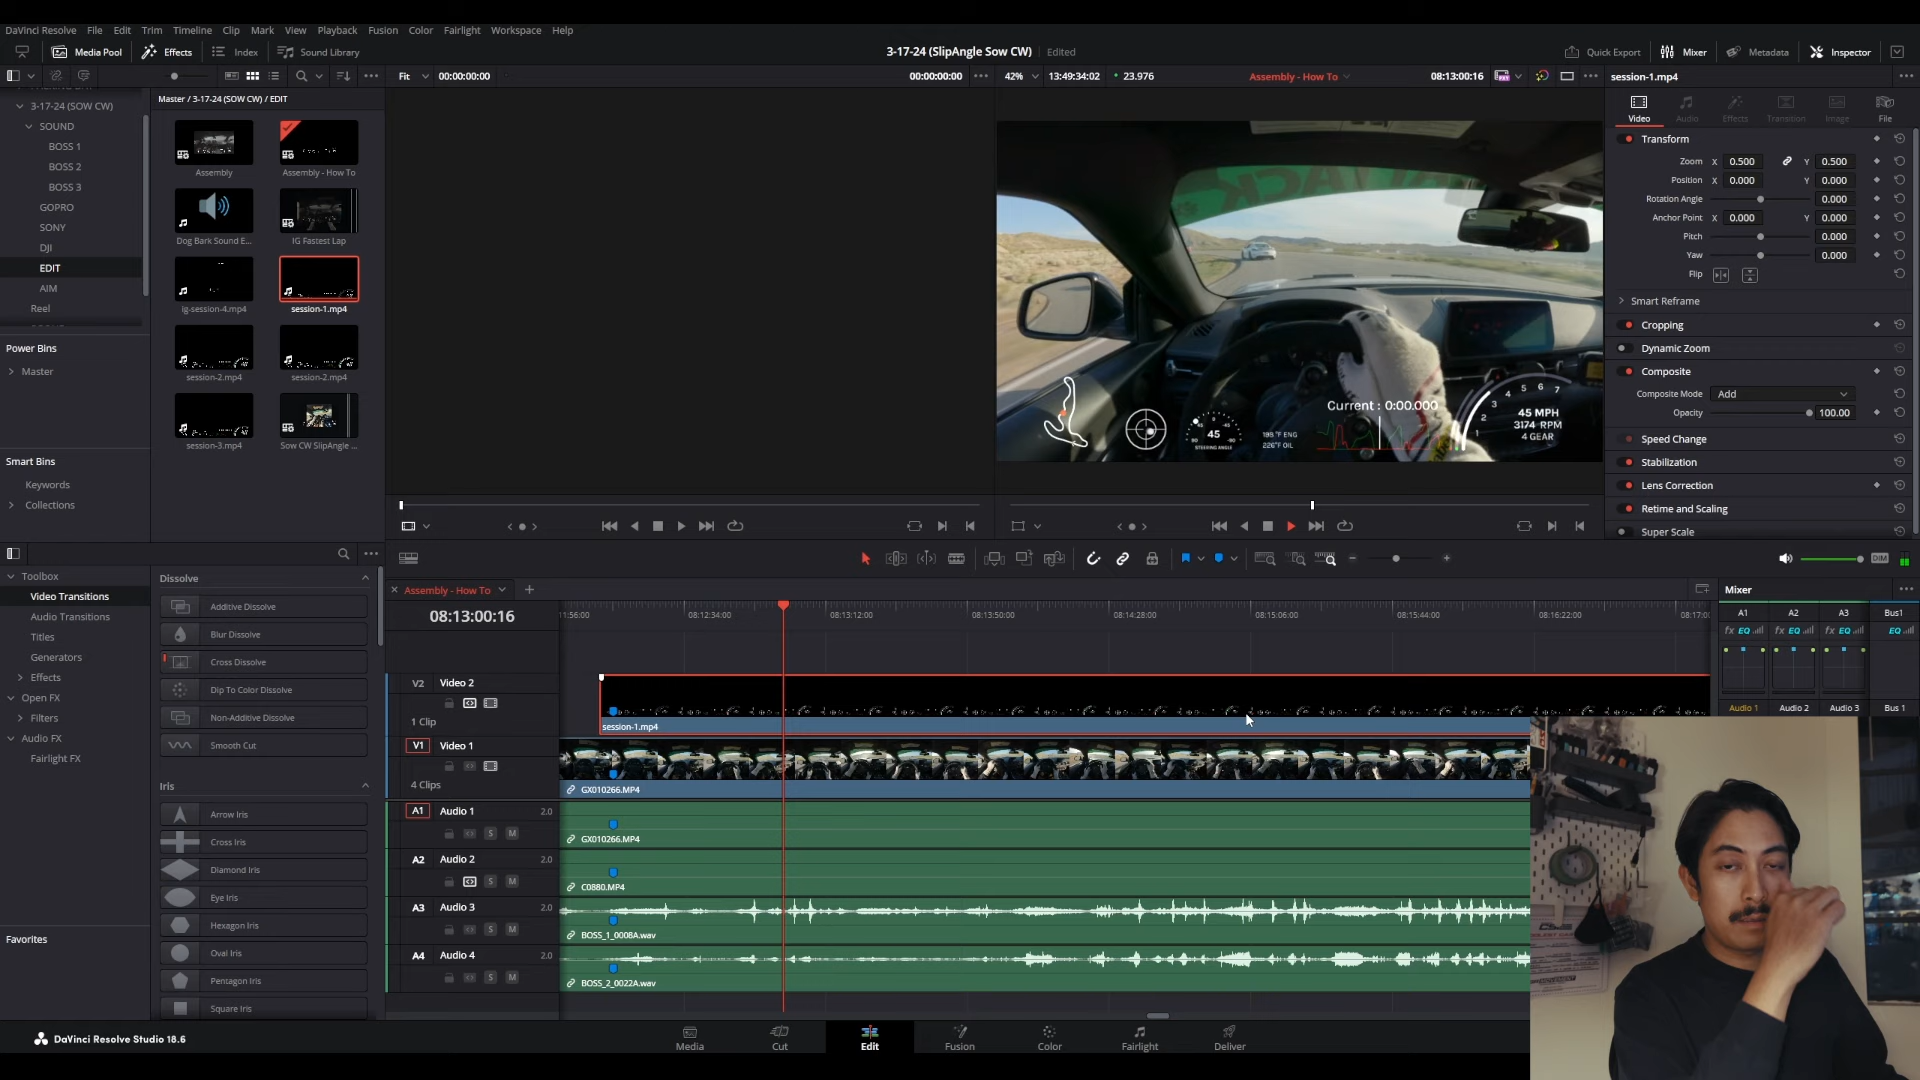 DaVinci Resolve File Edit Trim Timeline Clip Mark View Playback Fusion Color Fairlight Workspace Help
Media Pool Effects Index Sound Library
3-17-24 (SlipAngle Sow CW) Edited
Quick Export Mixer Metadata Inspector
Fit 00:00:00:00 00:00:00:00
42% 13:49:34:02 23.976 Assembly - How To 08:13:00:16
session-1.mp4
3-17-24 (SOW CW)
SOUND
BOSS 1
BOSS 2
BOSS 3
GOPRO
SONY
DJI
EDIT
AIM
Reel
Power Bins
Master
Smart Bins
Keywords
Collections
Master / 3-17-24 (SOW CW) / EDIT
Assembly
Assembly - How To
Dog Bark Sound E...
IG Fastest Lap
ig-session-4.mp4
session-1.mp4
session-2.mp4
session-2.mp4
session-3.mp4
Sow CW SlipAngle ...
Current : 0:00.000
45
STEERING ANGLE
226°F OIL
1 2 3 4 5 6 7
45 MPH
3174 RPM
4 GEAR
Video Audio Effects Transition Image File
Transform
Zoom X 0.500 Y 0.500
Position X 0.000 Y 0.000
Rotation Angle 0.000
Anchor Point X 0.000 Y 0.000
Pitch 0.000
Yaw 0.000
Flip
Smart Reframe
Cropping
Dynamic Zoom
Composite
Composite Mode Add
Opacity 100.00
Speed Change
Stabilization
Lens Correction
Retime and Scaling
Super Scale
DIM
Toolbox
Video Transitions
Audio Transitions
Titles
Generators
Effects
Open FX
Filters
Audio FX
Fairlight FX
Favorites
Dissolve
Additive Dissolve
Blur Dissolve
Cross Dissolve
Dip To Color Dissolve
Non-Additive Dissolve
Smooth Cut
Iris
Arrow Iris
Cross Iris
Diamond Iris
Eye Iris
Hexagon Iris
Oval Iris
Pentagon Iris
Square Iris
Assembly - How To
08:13:00:16
11:56:00 08:12:34:00 08:13:12:00 08:13:50:00 08:14:28:00 08:15:06:00 08:15:44:00 08:16:22:00 08:17:0
V2 Video 2
1 Clip
session-1.mp4
V1 Video 1
4 Clips
GX010266.MP4
A1 Audio 1 2.0
S M
GX010266.MP4
A2 Audio 2 2.0
S M
C0880.MP4
A3 Audio 3 2.0
S M
BOSS_1_0008A.wav
A4 Audio 4 2.0
S M
BOSS_2_0022A.wav
Mixer
A1 A2 A3 Bus1
fx EQ fx EQ fx EQ EQ
Audio 1 Audio 2 Audio 3 Bus 1
DaVinci Resolve Studio 18.6
Media Cut Edit Fusion Color Fairlight Deliver